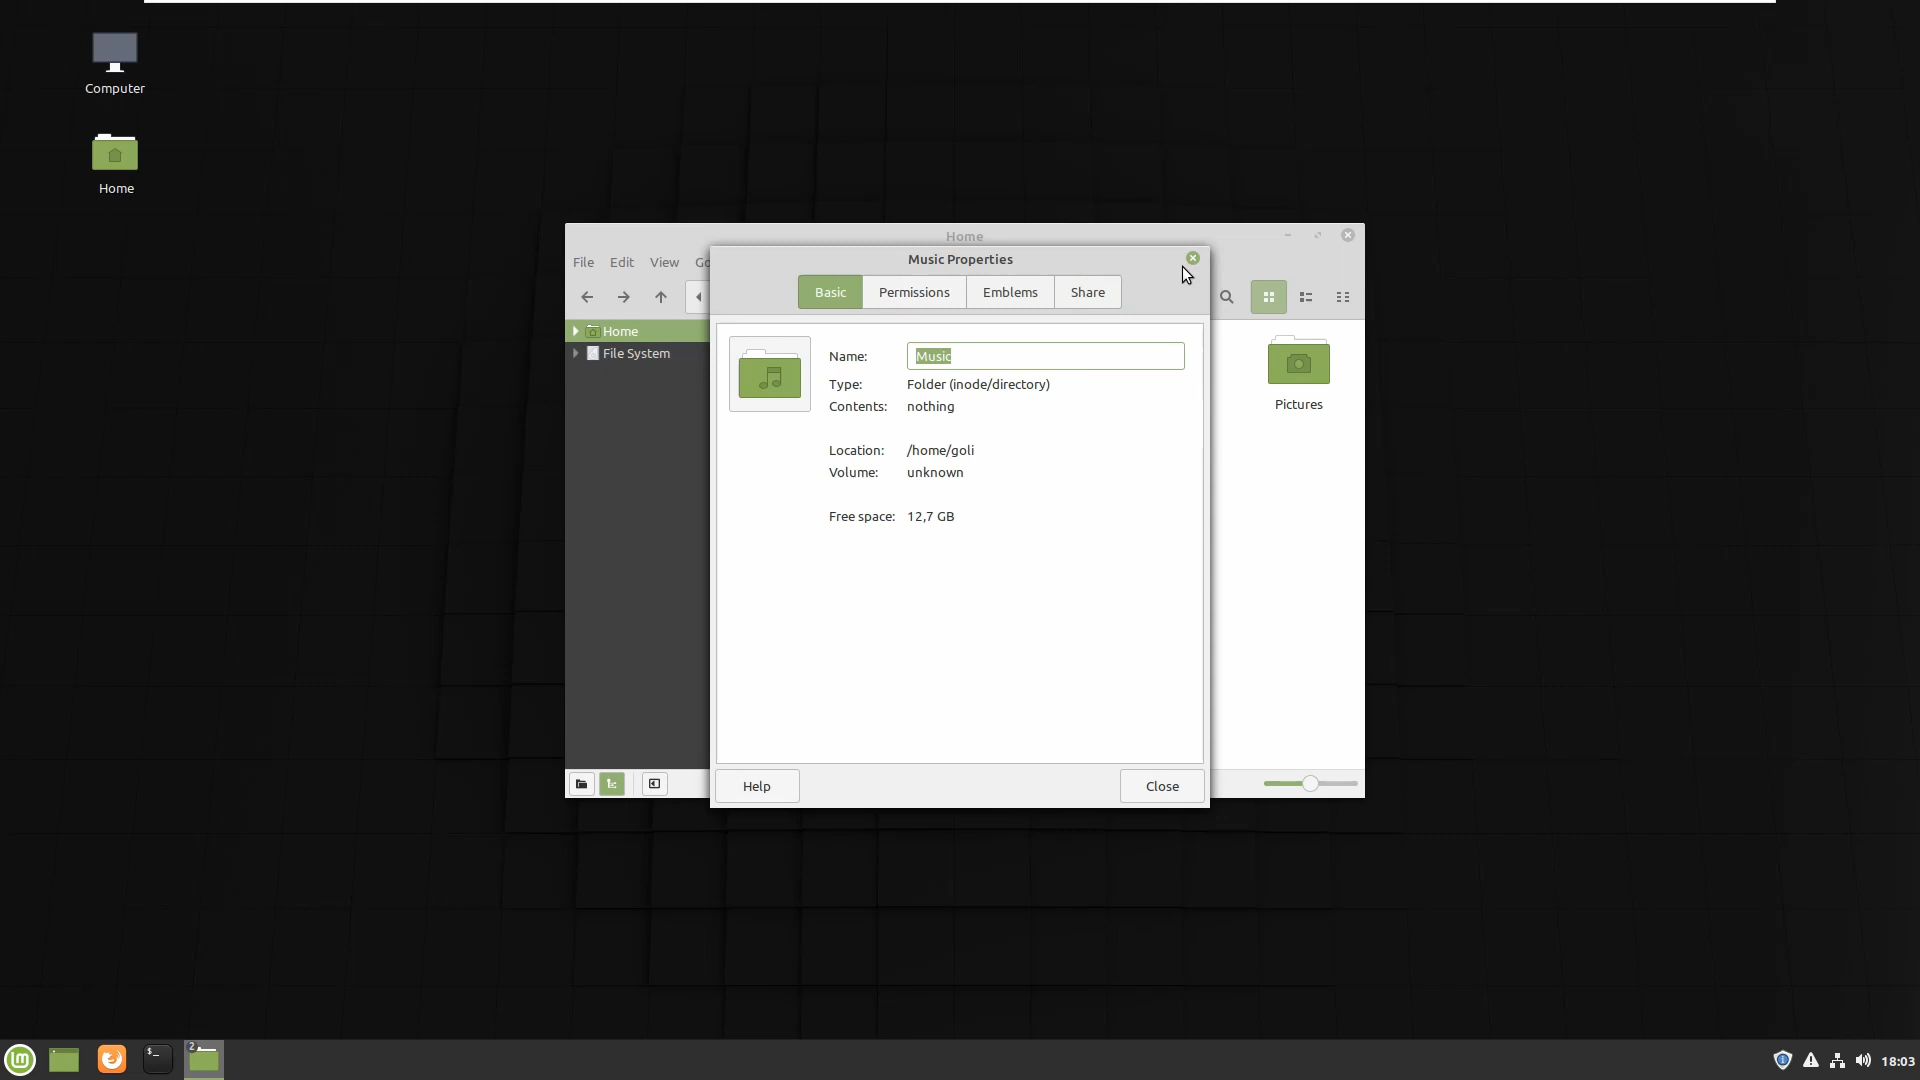 Computer
Home
Home
File Edit View Go
Music Properties
Basic Permissions Emblems Share
Home
File System
Name: Music
Type: Folder (inode/directory)
Contents: nothing
Location: /home/goli
Volume: unknown
Free space: 12,7 GB
Pictures
Help Close
$_
2
18:03